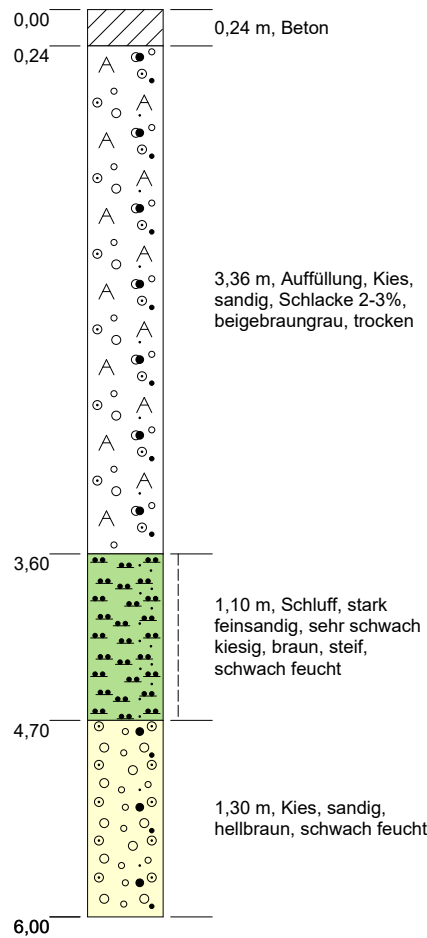 0,00
0,24 m, Beton
0,24
3,36 m, Auffüllung, Kies,
sandig, Schlacke 2-3%,
beigebraungrau, trocken
3,60
1,10 m, Schluff, stark
feinsandig, sehr schwach
kiesig, braun, steif,
schwach feucht
4,70
1,30 m, Kies, sandig,
hellbraun, schwach feucht
6,00